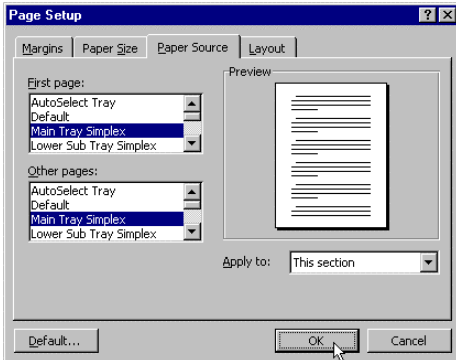 Page Setup
Margins Paper Size Paper Source Layout
First page:
AutoSelect Tray
Default
Main Tray Simplex
Lower Sub Tray Simplex
Other pages:
AutoSelect Tray
Default
Main Tray Simplex
Lower Sub Tray Simplex
Preview
Apply to: This section
Default... OK Cancel